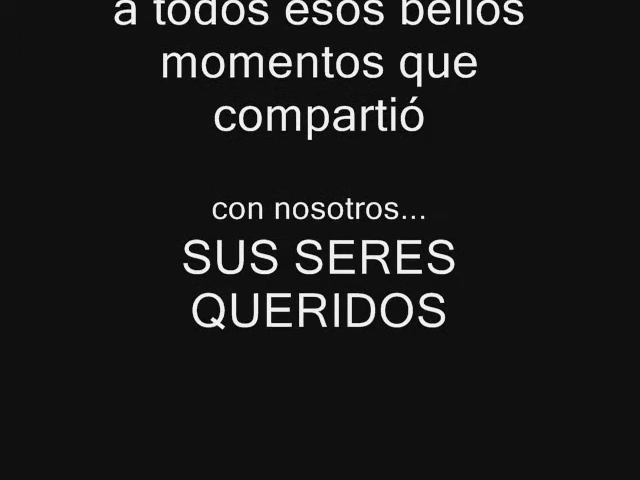 a todos esos bellos
momentos que
compartió
con nosotros...
SUS SERES
QUERIDOS